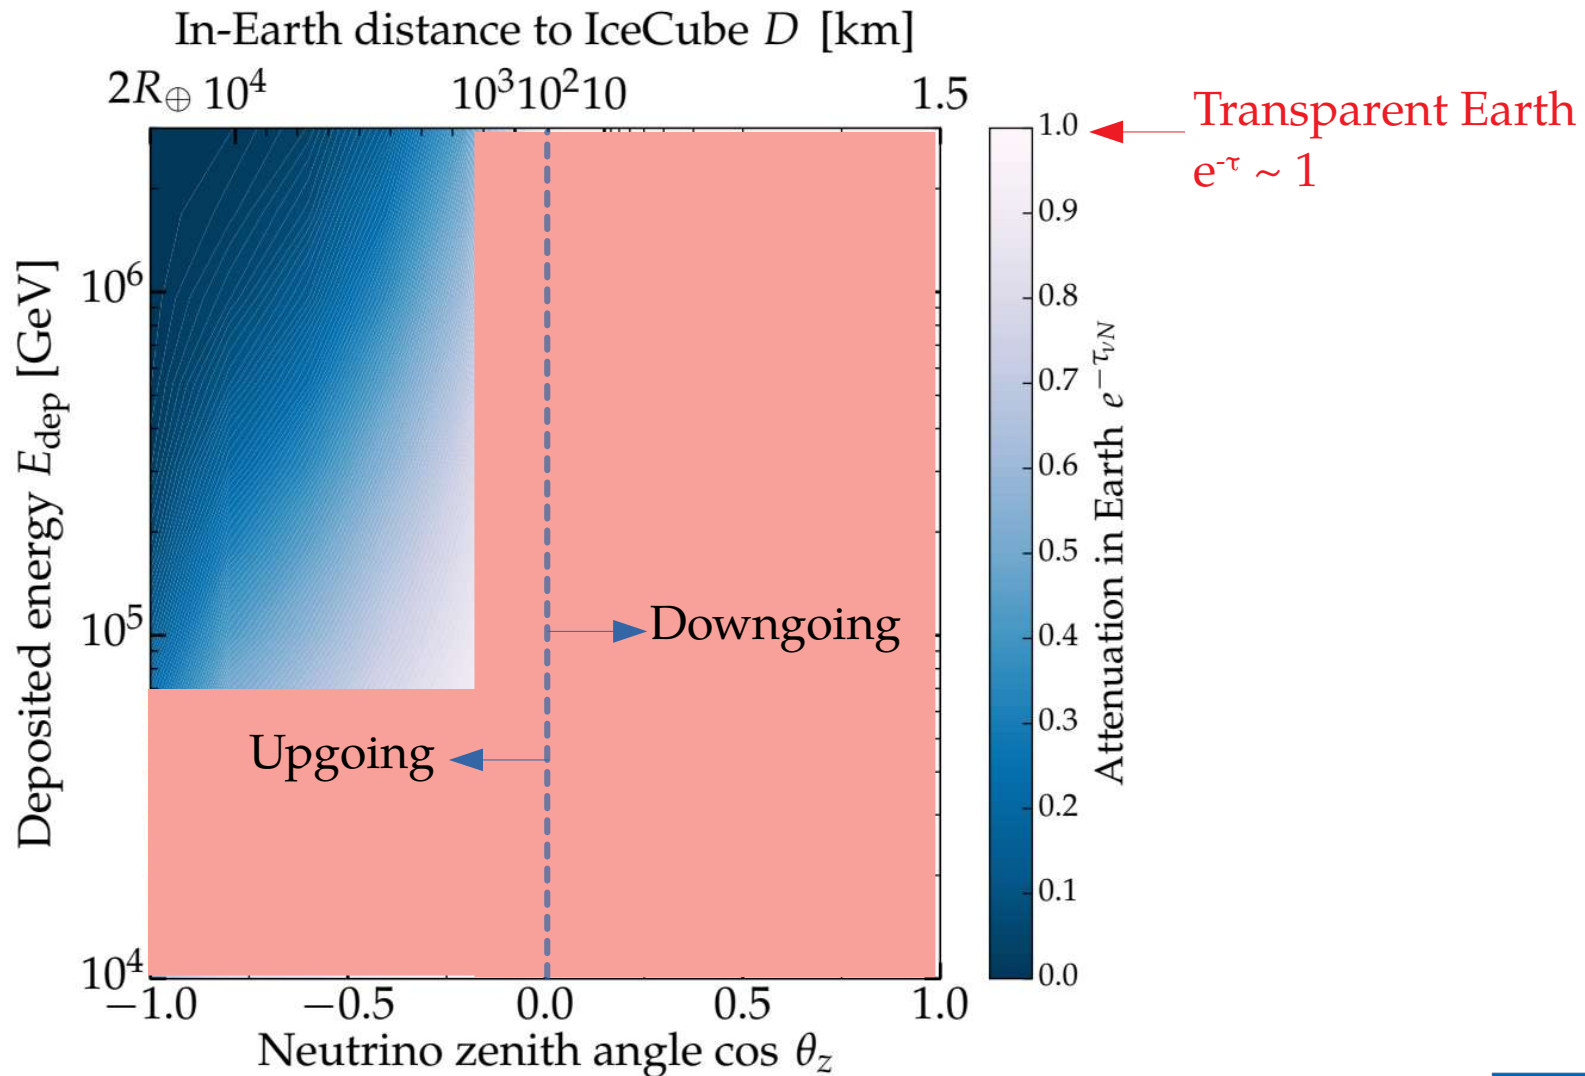 In-Earth distance to IceCube D [km]
2R⊕ 10⁴ 10³10²10 1.5
Transparent Earth
e^-τ ~ 1
1.0
0.9
0.8
0.7
0.6
0.5
0.4
0.3
0.2
0.1
0.0
Attenuation in Earth e^−τνN
Deposited energy E_dep [GeV]
10⁶
10⁵
10⁴
Downgoing
Upgoing
−1.0 −0.5 0.0 0.5 1.0
Neutrino zenith angle cos θz